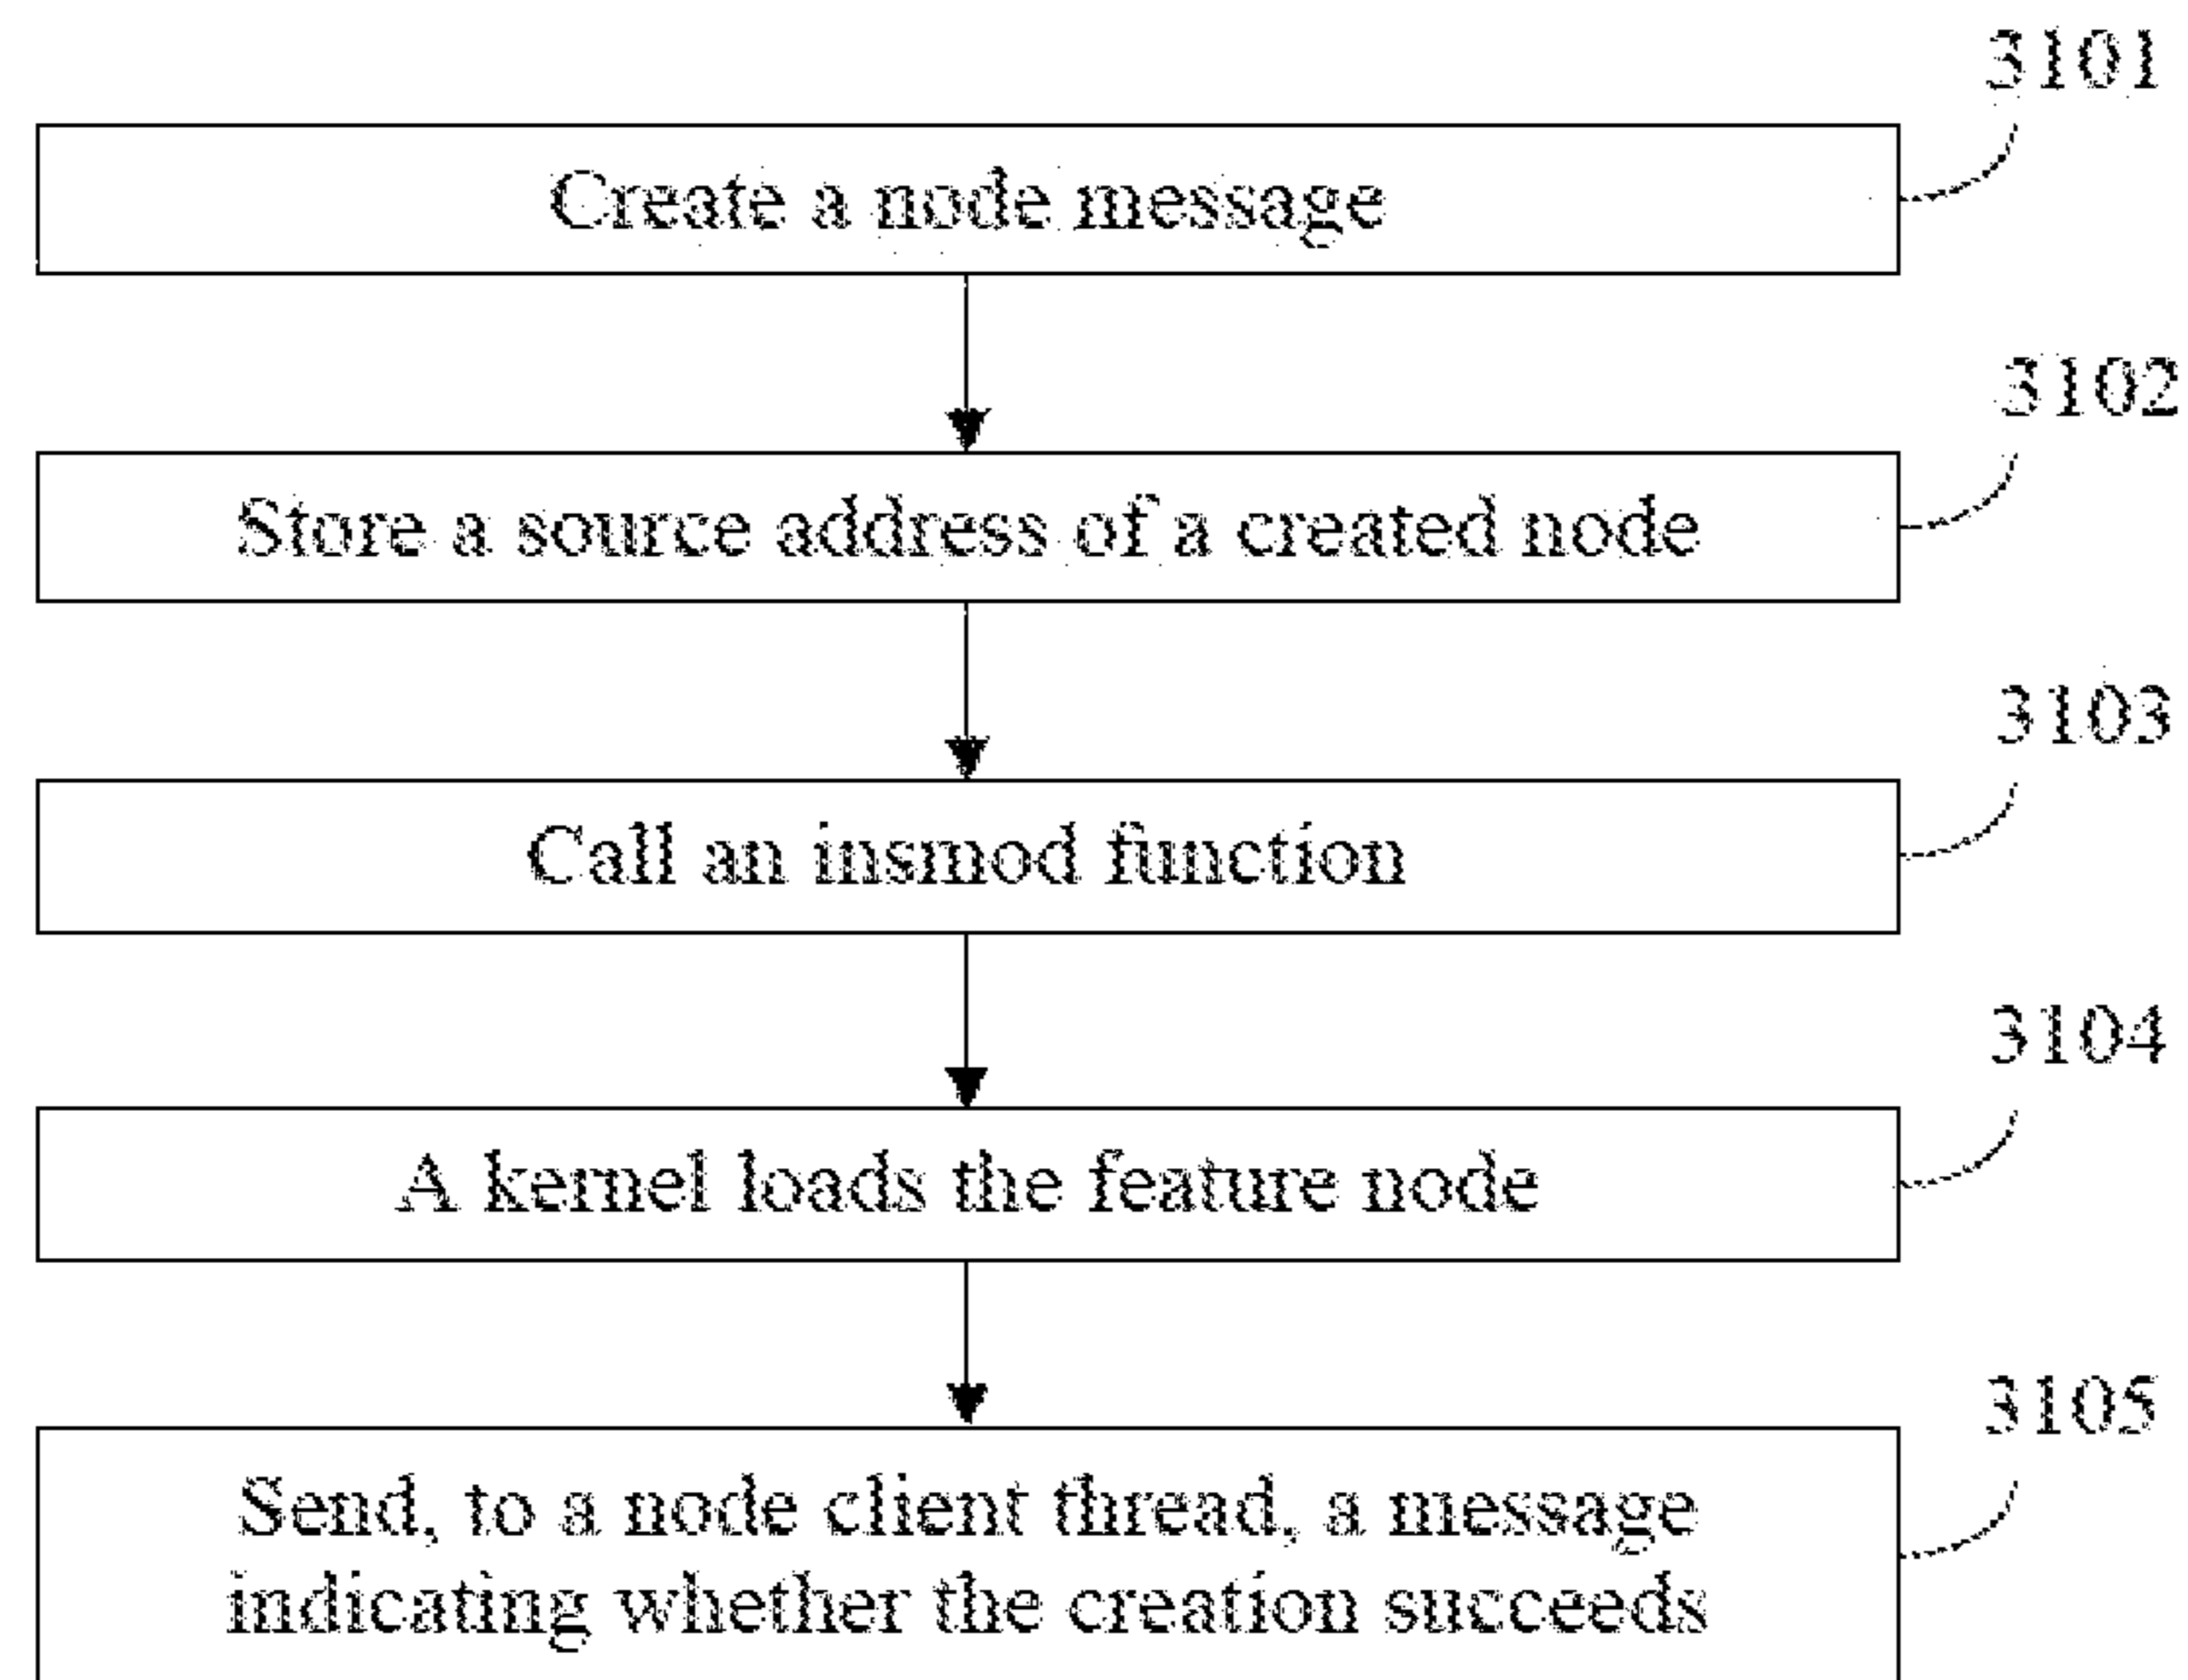 3101
Create a node message
3102
Store a source address of a created node
3103
Call an insmod function
3104
A kernel loads the feature node
3105
Send, to a node client thread, a message
indicating whether the creation succeeds